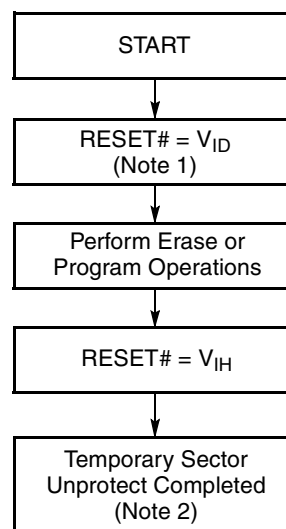 START
RESET# = VID
(Note 1)
Perform Erase or
Program Operations
RESET# = VIH
Temporary Sector
Unprotect Completed
(Note 2)